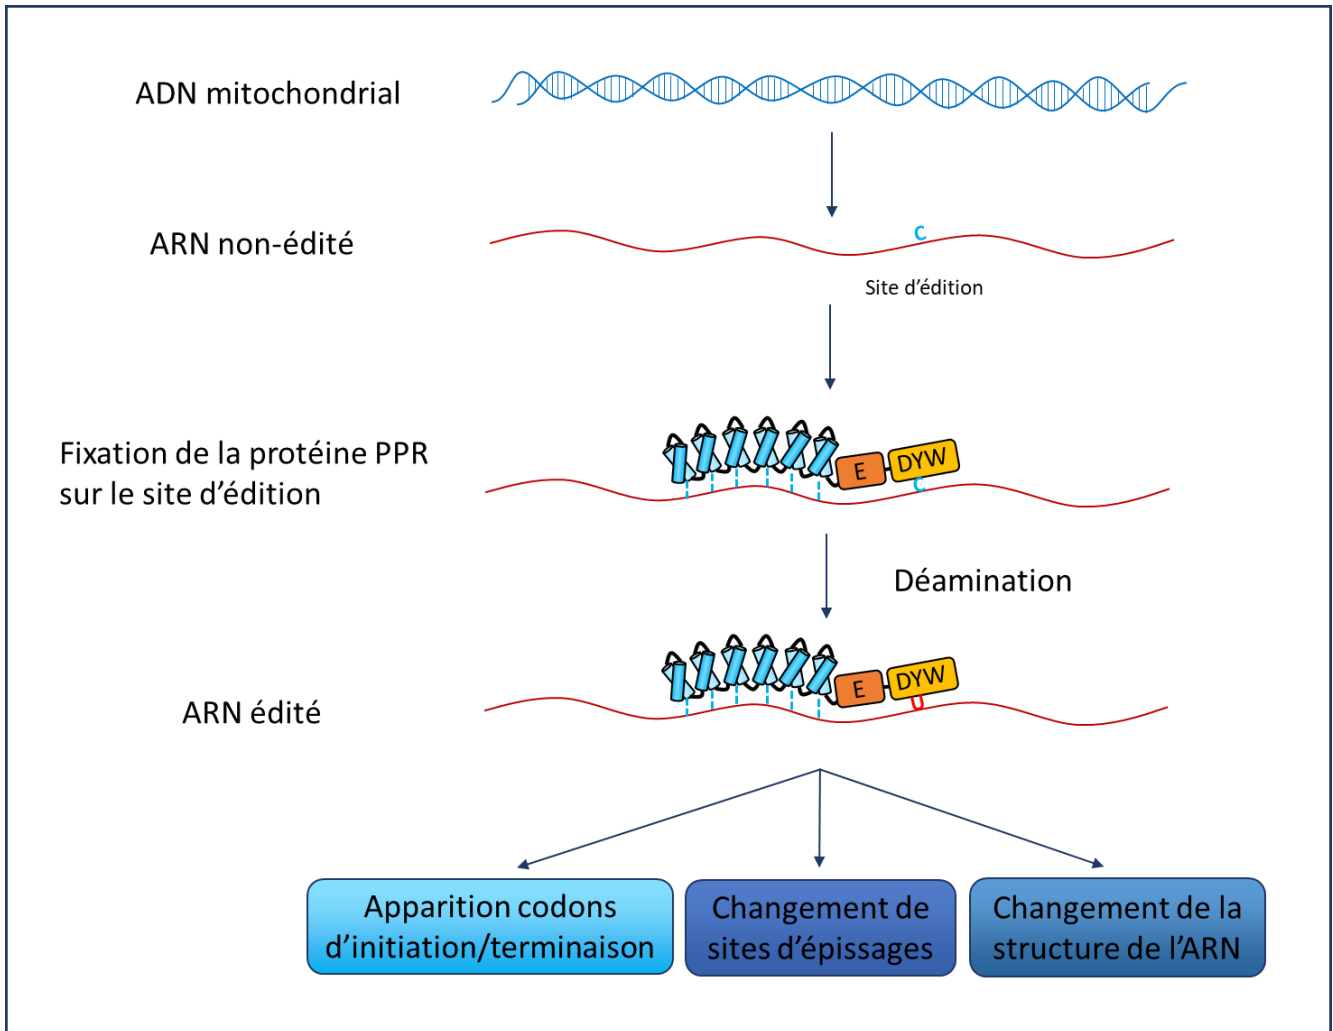 ADN mitochondrial
ARN non-édité
C
Site d'édition
Fixation de la protéine PPR
sur le site d'édition
E
DYW
C
Déamination
ARN édité
E
DYW
U
Apparition codons
d'initiation/terminaison
Changement de
sites d'épissages
Changement de la
structure de l'ARN